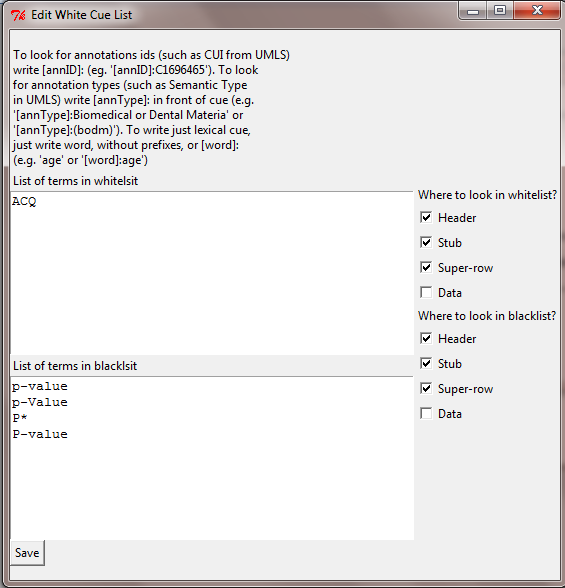 Edit White Cue List
To look for annotations ids (such as CUI from UMLS)
write [annID]: (eg. '[annID]:C1696465'). To look
for annotation types (such as Semantic Type
in UMLS) write [annType]: in front of cue (e.g.
'[annType]:Biomedical or Dental Materia' or
'[annType]:(bodm)'). To write just lexical cue,
just write word, without prefixes, or [word]:
(e.g. 'age' or '[word]:age')
List of terms in whitelsit
ACQ
Where to look in whitelist?
Header
Stub
Super-row
Data
Where to look in blacklist?
Header
Stub
Super-row
Data
List of terms in blacklsit
p-value
p-Value
P*
P-value
Save